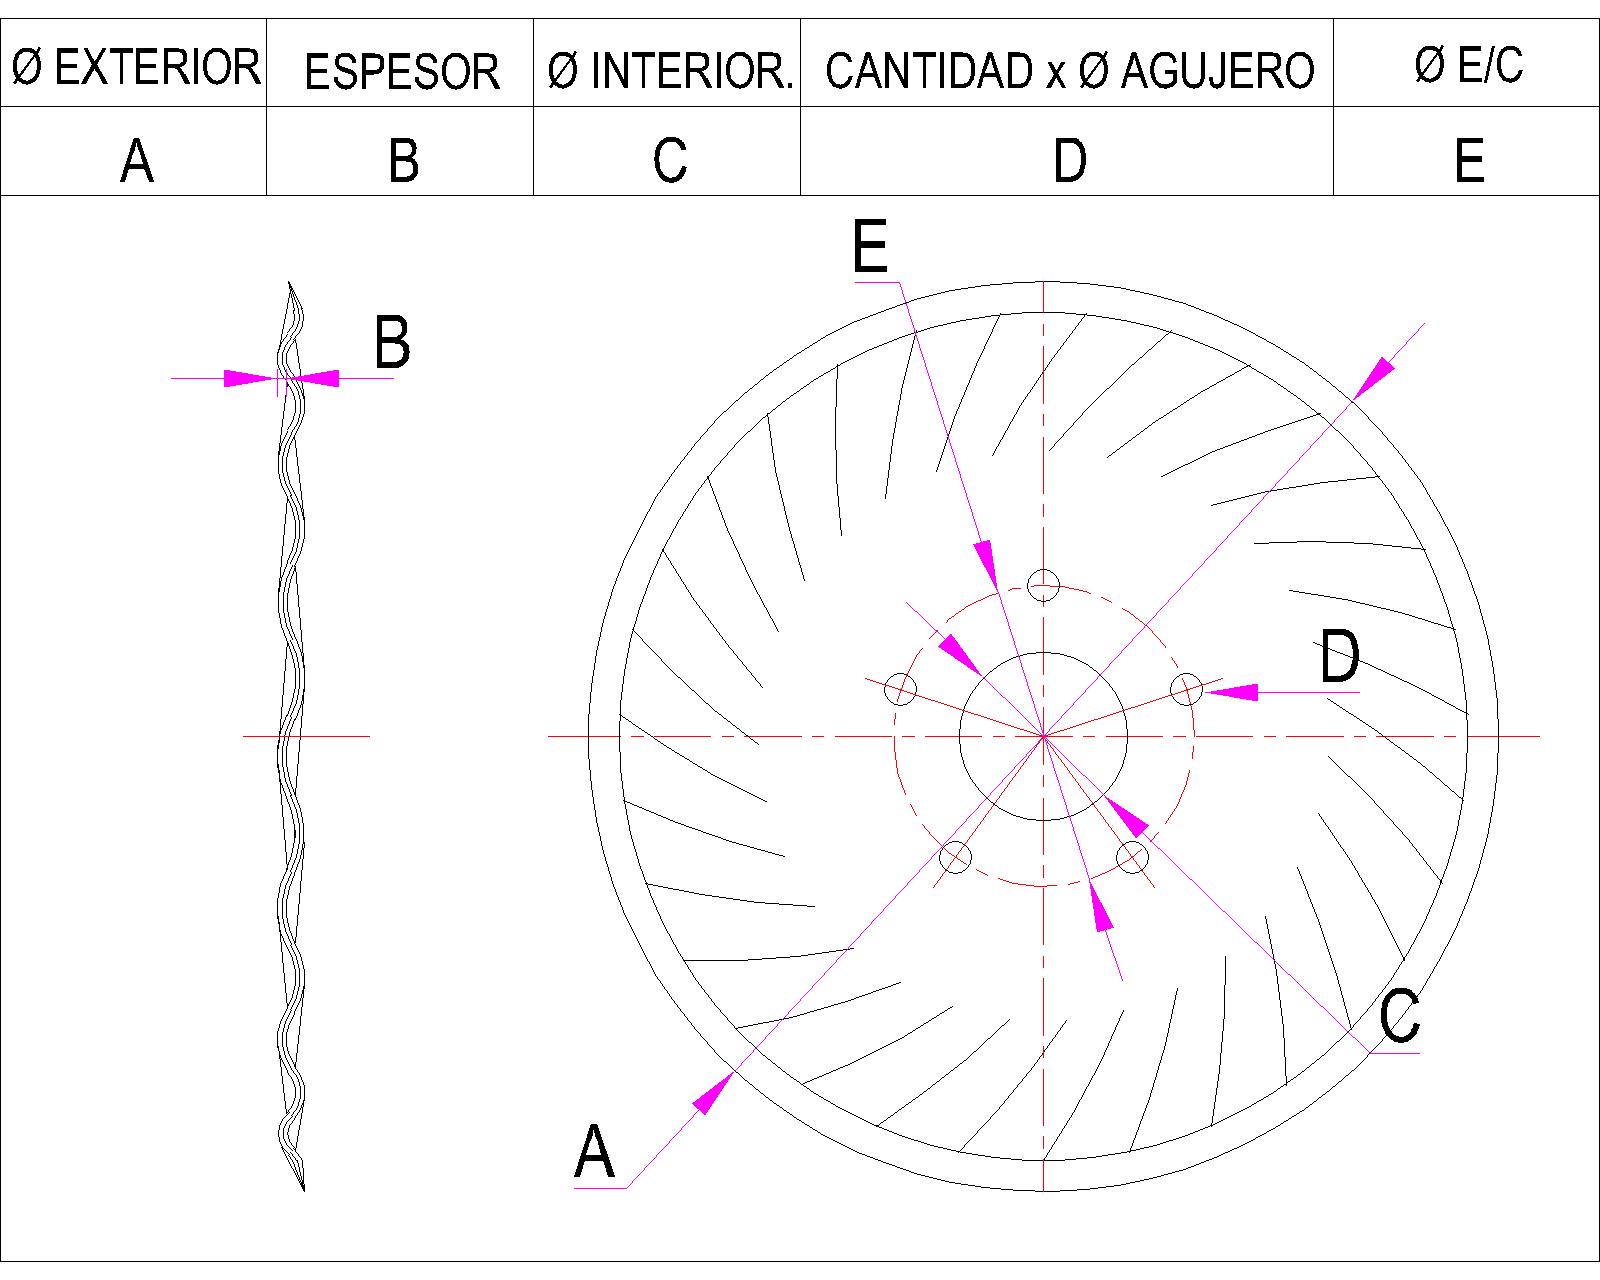 Ø EXTERIOR ESPESOR Ø INTERIOR. CANTIDAD x Ø AGUJERO Ø E/C
A B C D E
E
B
D
C
A